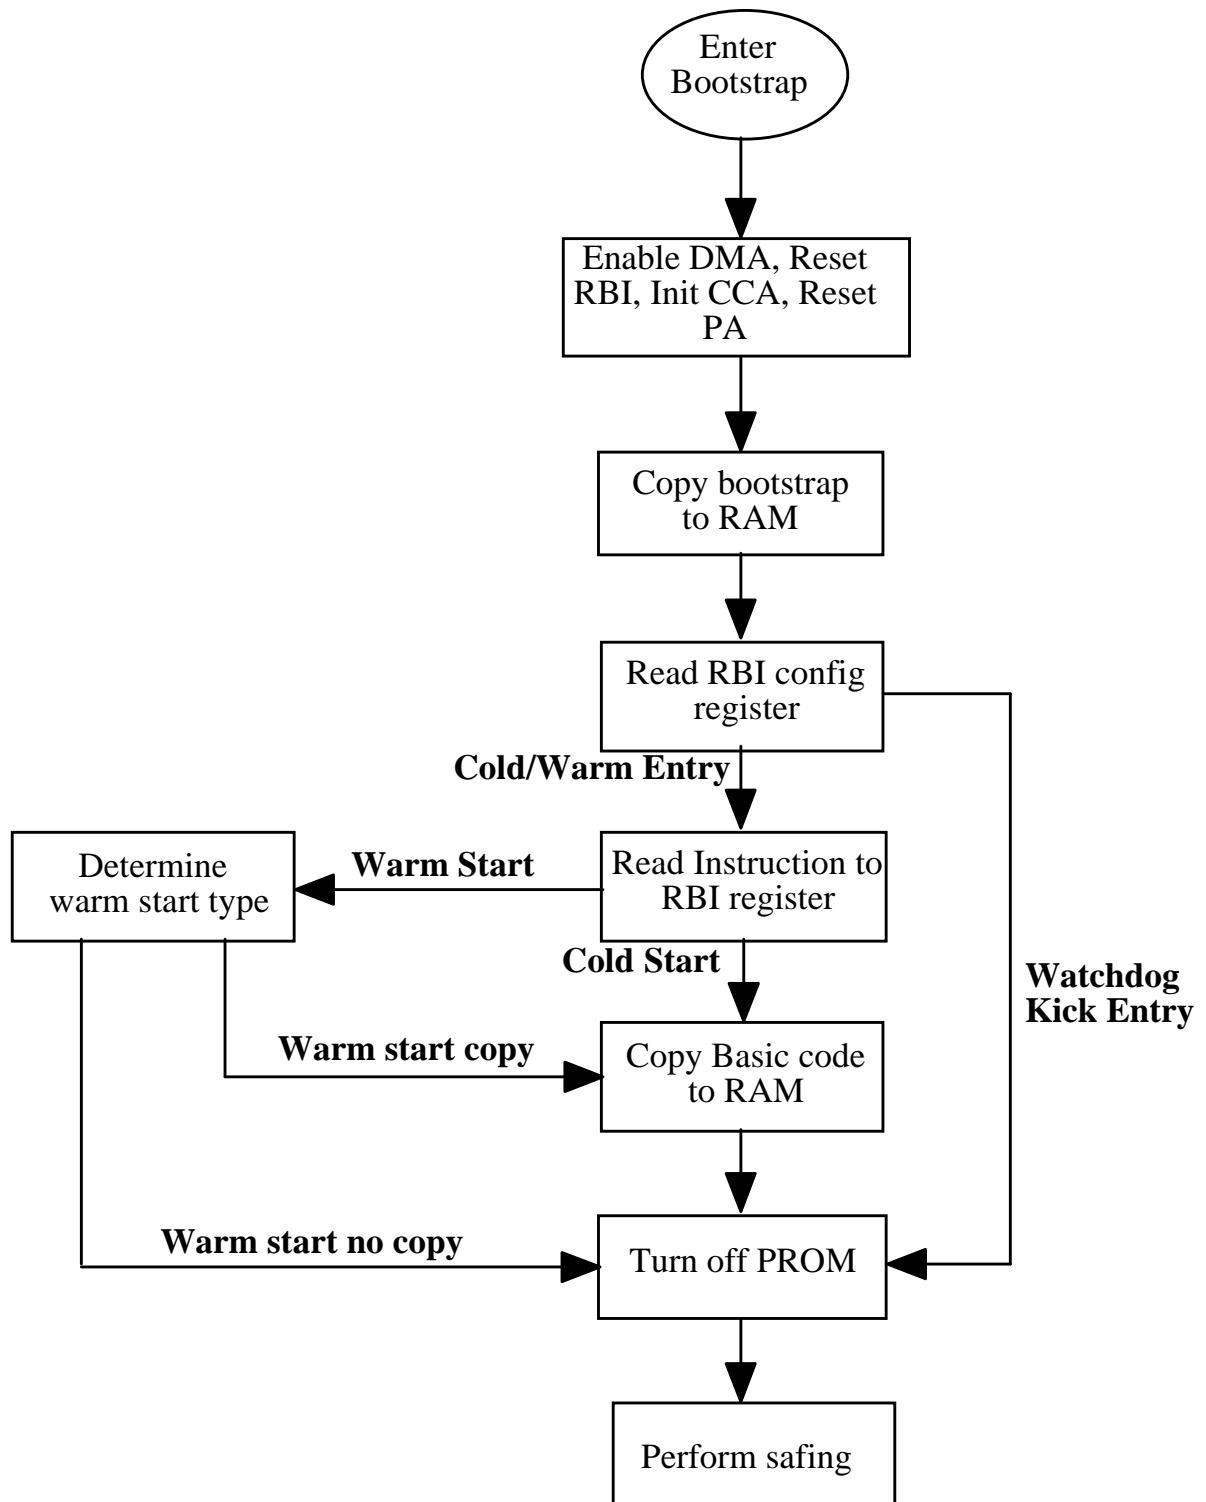 Enter
Bootstrap
Enable DMA, Reset
RBI, Init CCA, Reset
PA
Copy bootstrap
to RAM
Read RBI config
register
Cold/Warm Entry
Determine
warm start type
Warm Start
Read Instruction to
RBI register
Cold Start
Watchdog
Kick Entry
Warm start copy
Copy Basic code
to RAM
Warm start no copy
Turn off PROM
Perform safing